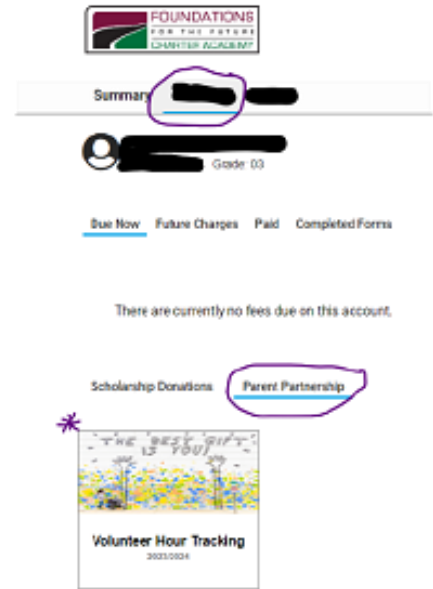 FOUNDATIONS
FOR THE FUTURE
CHARTER ACADEMY
Summary
Grade: 03
Due Now Future Charges Paid Completed Forms
There are currently no fees due on this account.
Scholarship Donations Parent Partnership
THE BEST GIFT
IS YOU!
Volunteer Hour Tracking
2023/2024